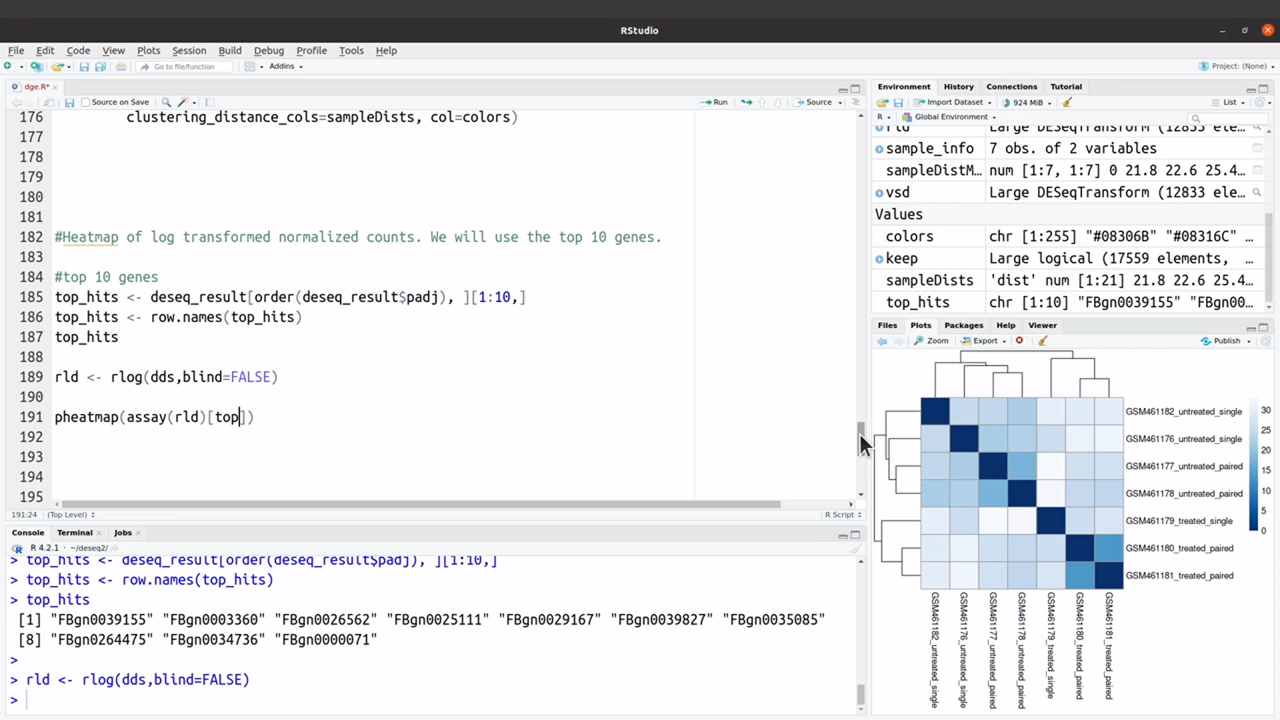 RStudio
File Edit Code View Plots Session Build Debug Profile Tools Help
Go to file/function Addins Project: (None)
dge.R*
Source on Save Run Source
176 clustering_distance_cols=sampleDists, col=colors)
177
178
179
180
181
182 #Heatmap of log transformed normalized counts. We will use the top 10 genes.
183
184 #top 10 genes
185 top_hits <- deseq_result[order(deseq_result$padj), ][1:10,]
186 top_hits <- row.names(top_hits)
187 top_hits
188
189 rld <- rlog(dds,blind=FALSE)
190
191 pheatmap(assay(rld)[top])
192
193
194
195
191:24 (Top Level) R Script
Console Terminal Jobs
R 4.2.1 · ~/deseq2/
> top_hits <- deseq_result[order(deseq_result$padj), ][1:10,]
> top_hits <- row.names(top_hits)
> top_hits
[1] "FBgn0039155" "FBgn0003360" "FBgn0026562" "FBgn0025111" "FBgn0029167" "FBgn0039827" "FBgn0035085"
[8] "FBgn0264475" "FBgn0034736" "FBgn0000071"
>
> rld <- rlog(dds,blind=FALSE)
>
Environment History Connections Tutorial
Import Dataset 924 MiB List
R Global Environment
rld Large DESeqTransform (12833 ele…
sample_info 7 obs. of 2 variables
sampleDistM… num [1:7, 1:7] 0 21.8 22.6 25.4…
vsd Large DESeqTransform (12833 ele…
Values
colors chr [1:255] "#08306B" "#08316C" …
keep Large logical (17559 elements, …
sampleDists 'dist' num [1:21] 21.8 22.6 25.4…
top_hits chr [1:10] "FBgn0039155" "FBgn00…
Files Plots Packages Help Viewer
Zoom Export Publish
GSM461182_untreated_single
GSM461176_untreated_single
GSM461177_untreated_paired
GSM461178_untreated_paired
GSM461179_treated_single
GSM461180_treated_paired
GSM461181_treated_paired
30
25
20
15
10
5
0
GSM461182_untreated_single
GSM461176_untreated_single
GSM461177_untreated_paired
GSM461178_untreated_paired
GSM461179_treated_single
GSM461180_treated_paired
GSM461181_treated_paired